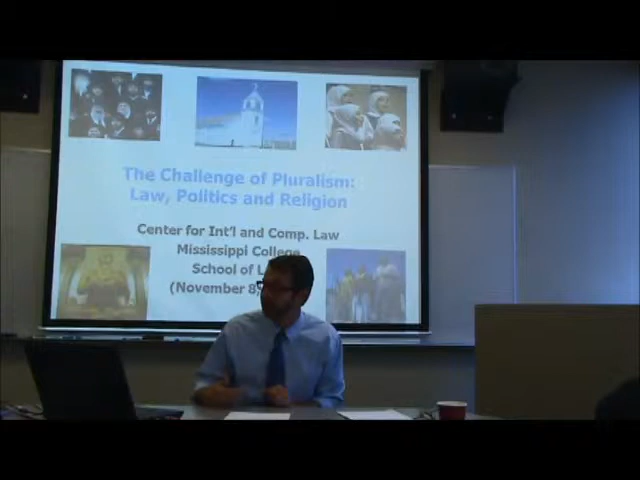 The Challenge of Pluralism:
Law, Politics and Religion
Center for Int'l and Comp. Law
Mississippi College
School of
(November 8,